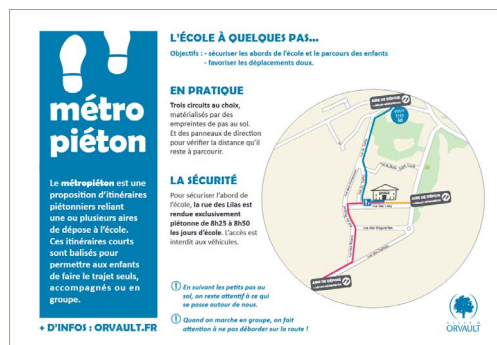 métro
piéton
Le métropiéton est une
proposition d'itinéraires
piétonniers reliant
une ou plusieurs aires
de dépose à l'école.
Ces itinéraires courts
sont balisés pour
permettre aux enfants
de faire le trajet seuls,
accompagnés ou en
groupe.
+ D'INFOS : ORVAULT.FR
L'ÉCOLE À QUELQUES PAS...
Objectifs : - sécuriser les abords de l'école et le parcours des enfants
- favoriser les déplacements doux.
EN PRATIQUE
Trois circuits au choix,
matérialisés par des
empreintes de pas au sol.
Et des panneaux de direction
pour vérifier la distance qu'il
reste à parcourir.
LA SÉCURITÉ
Pour sécuriser l'abord de
l'école, la rue des Lilas est
rendue exclusivement
piétonne de 8h25 à 8h50
les jours d'école. L'accès est
interdit aux véhicules.
En suivant les petits pas au
sol, on reste attentif à ce qui
se passe autour de nous.
Quand on marche en groupe, on fait
attention à ne pas déborder sur la route !
AIRE DE DÉPOSE
VOUS
ÊTES
ICI
AIRE DE DÉPOSE
rue des Lilas
AIRE DE DÉPOSE
VILLE D'
ORVAULT